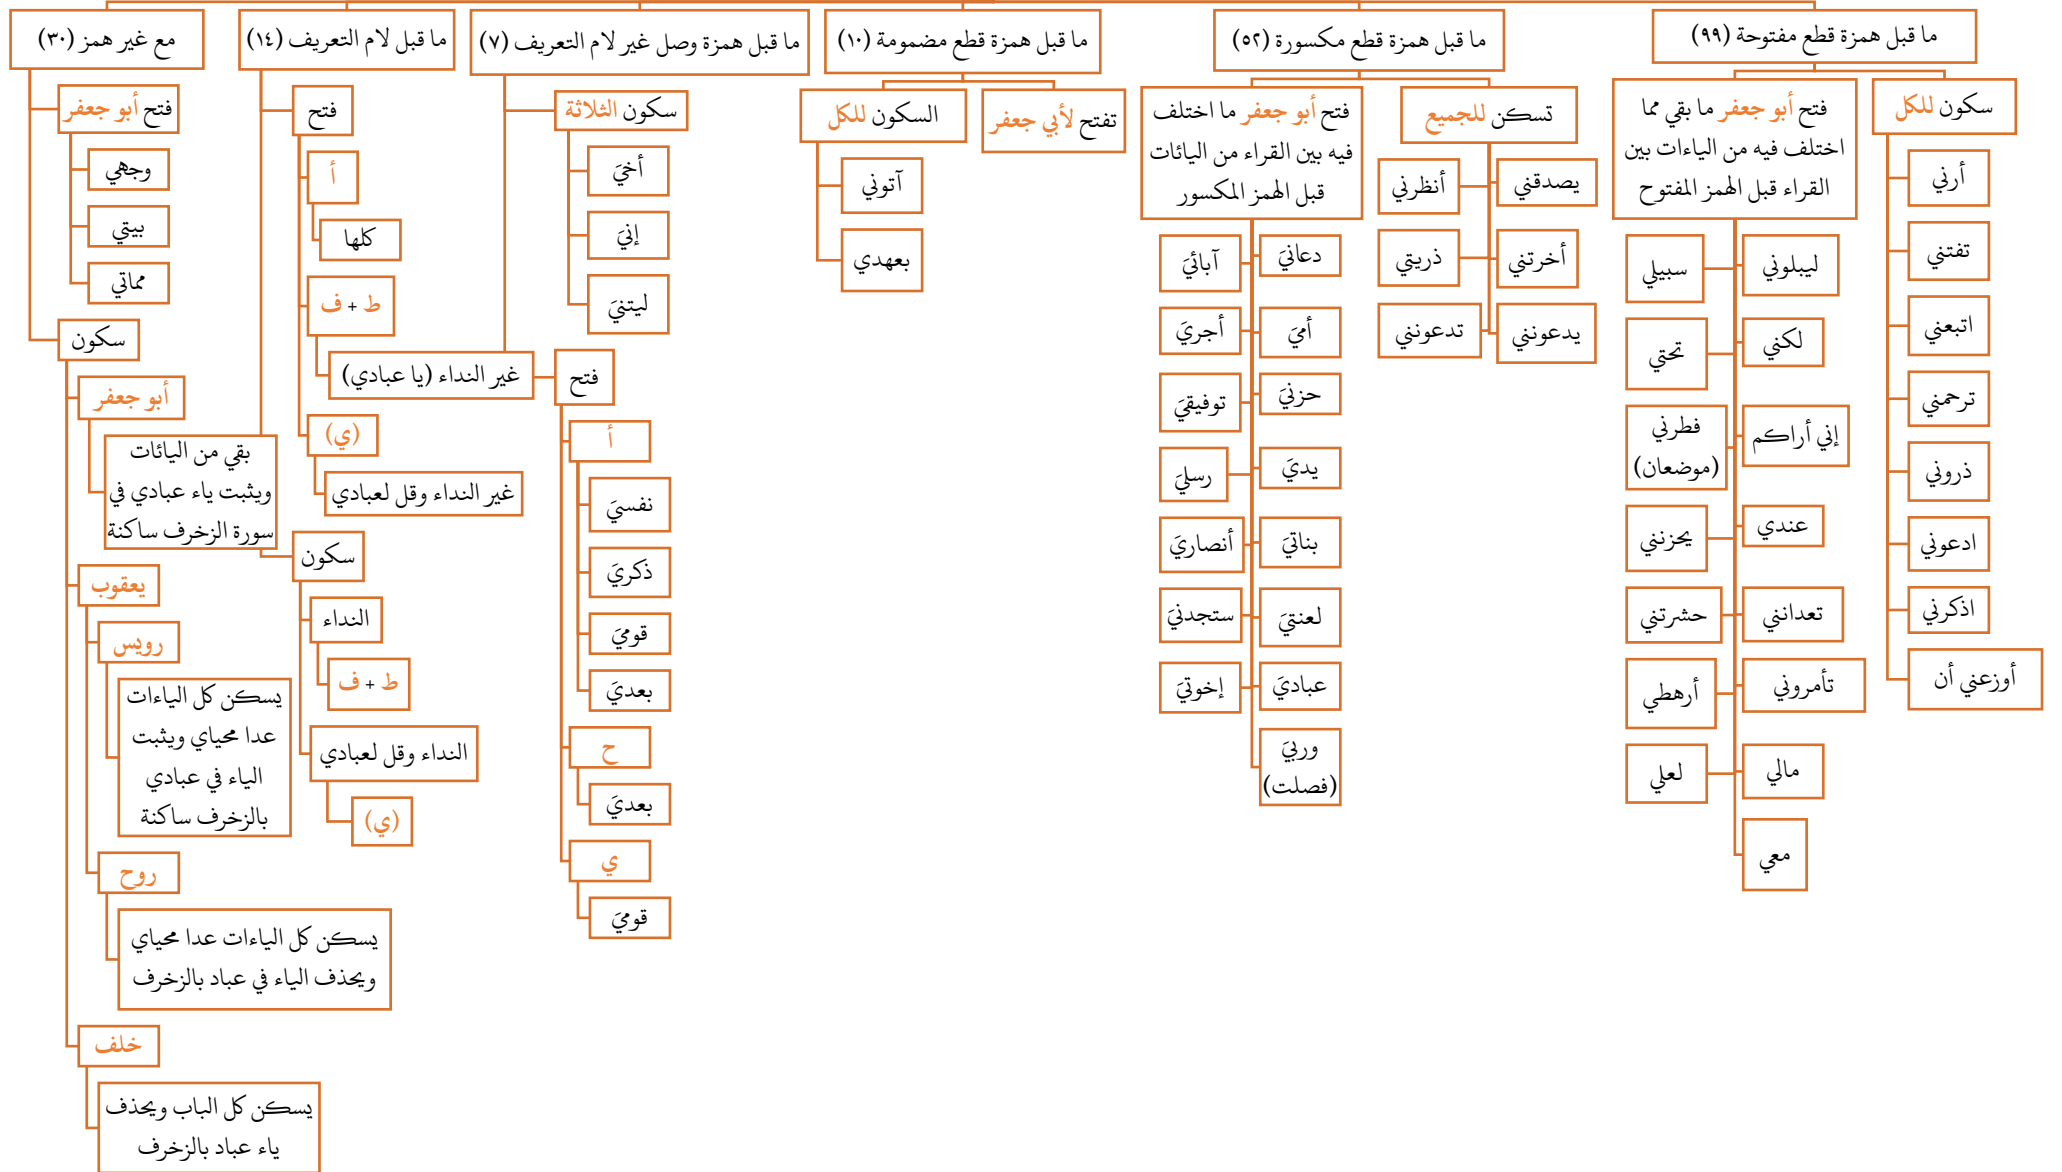 ما قبل همزة قطع مفتوحة (٩٩)
سكون للكل
أرني
تفتني
اتبعني
ترحمني
ذروني
ادعوني
اذكرني
أوزعني أن
فتح أبو جعفر ما بقي مما
اختلف فيه من الياءات بين
القراء قبل الهمز المفتوح
ليبلوني
سبيلي
لكني
تحتي
إني أراكم
فطرني
(موضعان)
عندي
يحزنني
تعدانني
حشرتني
تأمروني
أرهطي
مالي
لعلي
معي
ما قبل همزة قطع مكسورة (٥٢)
تسكن للجميع
يصدقني
أنظرني
أخرتني
ذريتي
يدعونني
تدعونني
فتح أبو جعفر ما اختلف
فيه بين القراء من اليائات
قبل الهمز المكسور
دعانيَ
آبائيَ
أميَ
أجريَ
حزنيَ
توفيقيَ
يديَ
رسليَ
بناتيَ
أنصاريَ
لعنتيَ
ستجدنيَ
عباديَ
إخوتيَ
وربيَ
(فصلت)
ما قبل همزة قطع مضمومة (١٠)
تفتح لأبي جعفر
السكون للكل
آتوني
بعهدي
ما قبل همزة وصل غير لام التعريف (٧)
سكون الثلاثة
أخيَ
إنيَ
ليتنيَ
فتح
أ
نفسيَ
ذكريَ
قوميَ
بعديَ
ح
بعديَ
ي
قوميَ
ما قبل لام التعريف (١٤)
فتح
أ
كلها
ط + ف
غير النداء (يا عبادي)
(ي)
غير النداء وقل لعبادي
سكون
النداء
ط + ف
النداء وقل لعبادي
(ي)
مع غير همز (٣٠)
فتح أبو جعفر
وجهي
بيتي
مماتي
سكون
أبو جعفر
بقي من اليائات
ويثبت ياء عبادي في
سورة الزخرف ساكنة
يعقوب
رويس
يسكن كل الياءات
عدا محياي ويثبت
الياء في عبادي
بالزخرف ساكنة
روح
يسكن كل الياءات عدا محياي
ويحذف الياء في عباد بالزخرف
خلف
يسكن كل الباب ويحذف
ياء عباد بالزخرف